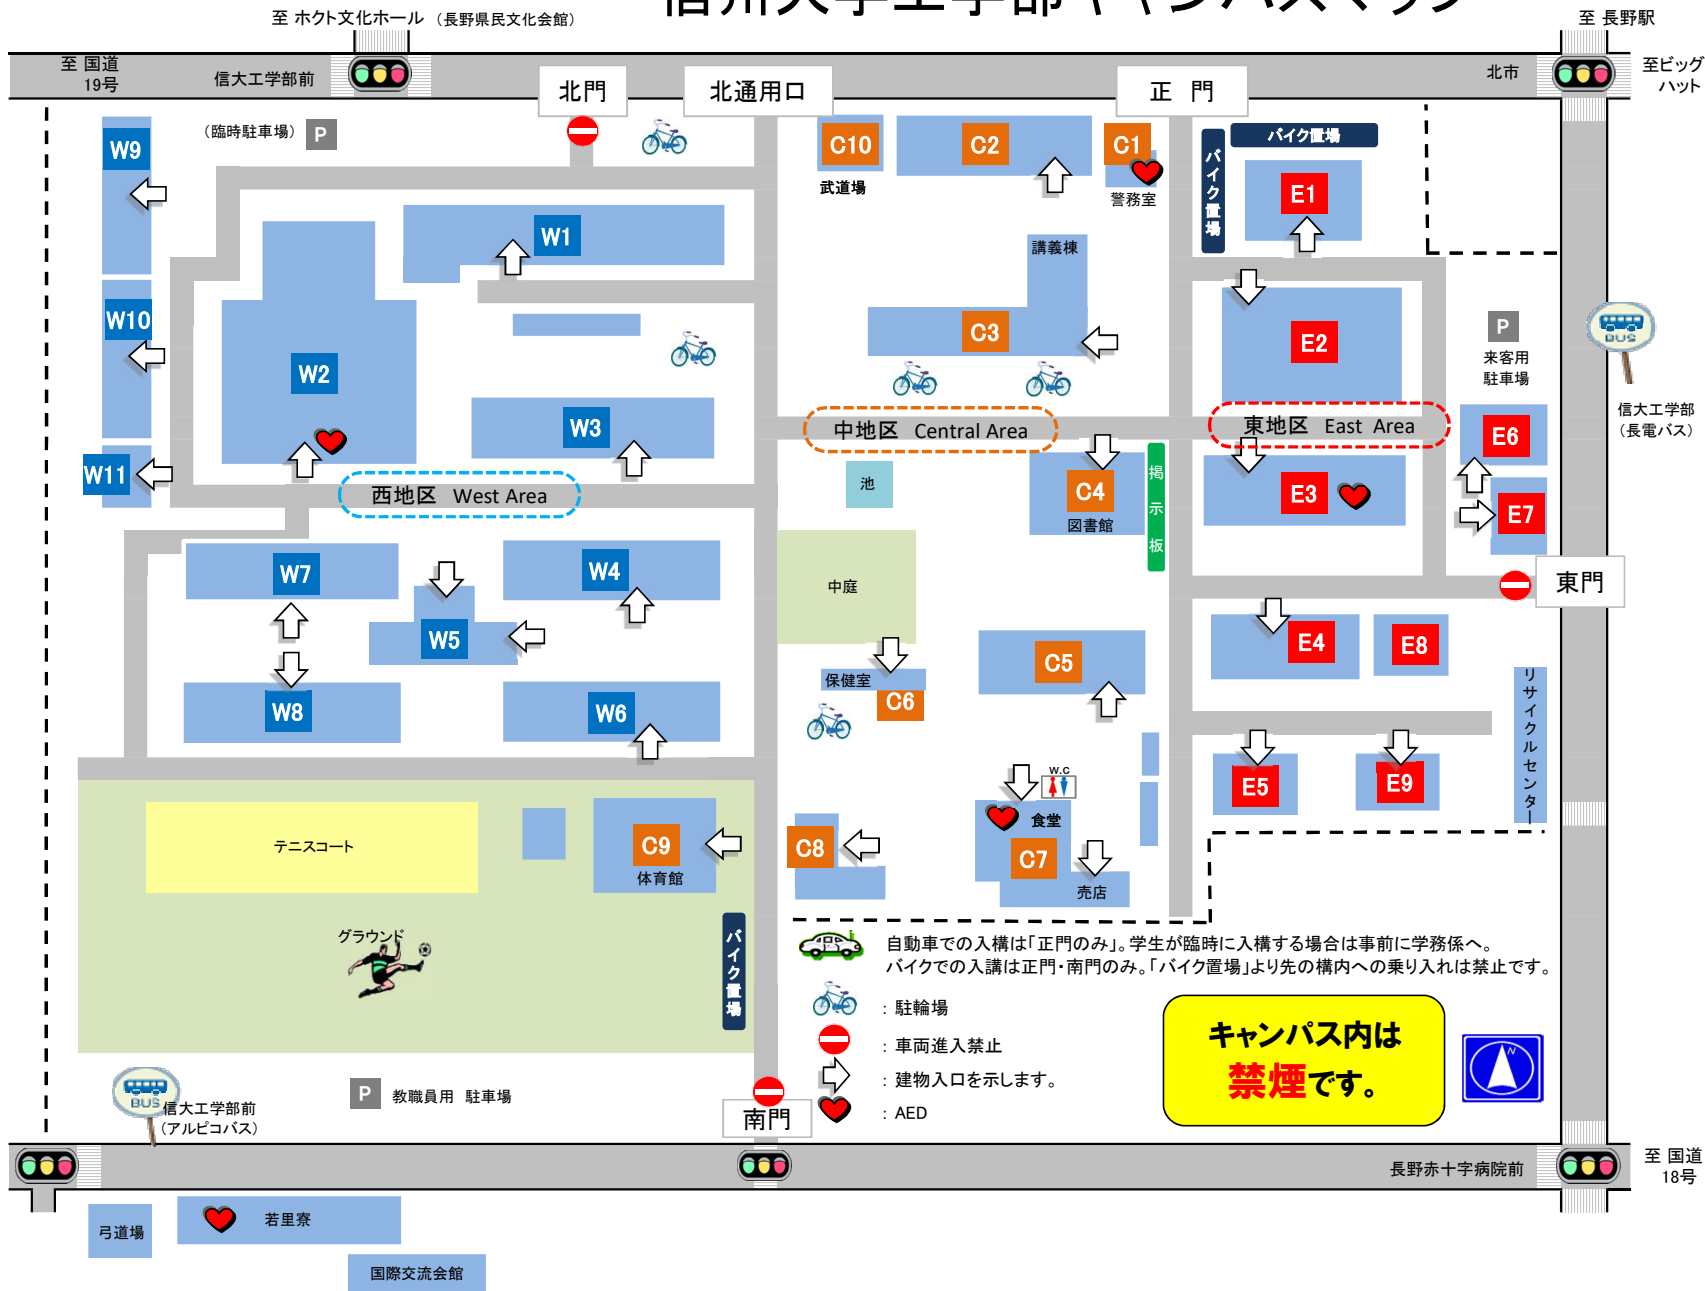 信州大学工学部キャンパスマップ
至 ホクト文化ホール （長野県民文化会館）
至 長野駅
至 国道
19号
信大工学部前
北市
至ビッグ
ハット
北門
北通用口
正 門
W9
（臨時駐車場） P
C10
武道場
C2
C1
警務室
バイク置場
バイク置場
E1
W1
講義棟
W10
W2
C3
E2
P
来客用
駐車場
BUS
信大工学部
（長電バス）
W3
中地区 Central Area
東地区 East Area
E6
W11
西地区 West Area
池
C4
図書館
掲示板
E3
E7
W7
W4
中庭
東門
W5
C5
E4
E8
保健室
C6
リサイクルセンター
W8
W6
W.C
E5
E9
テニスコート
C9
体育館
C8
食堂
C7
売店
グラウンド
バイク置場
自動車での入構は「正門のみ」。学生が臨時に入構する場合は事前に学務係へ。
バイクでの入講は正門・南門のみ。「バイク置場」より先の構内への乗り入れは禁止です。
：駐輪場
：車両進入禁止
：建物入口を示します。
：AED
キャンパス内は
禁煙です。
N
BUS
信大工学部前
（アルピコバス）
P 教職員用 駐車場
南門
長野赤十字病院前
至 国道
18号
弓道場
若里寮
国際交流会館